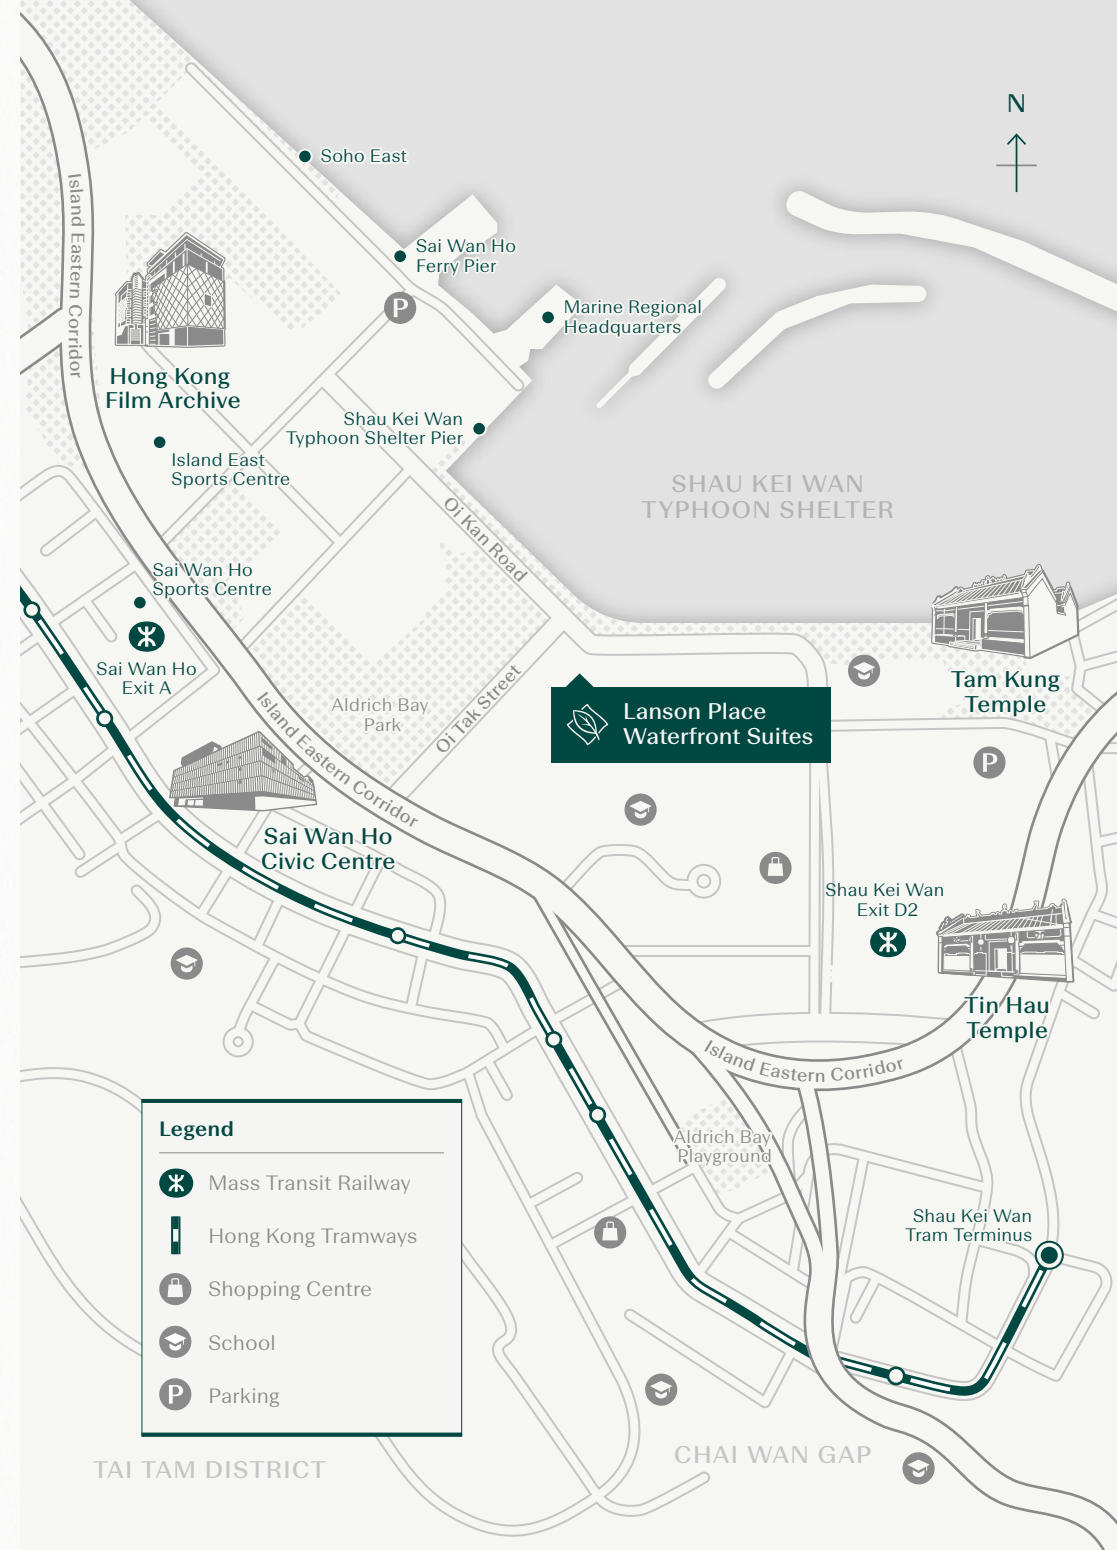 N
Soho East
Island Eastern Corridor
Sai Wan Ho
Ferry Pier
P
Marine Regional
Headquarters
Hong Kong
Film Archive
Shau Kei Wan
Typhoon Shelter Pier
Island East
Sports Centre
SHAU KEI WAN
TYPHOON SHELTER
Oi Kan Road
Sai Wan Ho
Sports Centre
Sai Wan Ho
Exit A
Aldrich Bay
Park
Oi Tak Street
Island Eastern Corridor
Lanson Place
Waterfront Suites
Tam Kung
Temple
P
Sai Wan Ho
Civic Centre
Shau Kei Wan
Exit D2
Tin Hau
Temple
Island Eastern Corridor
Aldrich Bay
Playground
Shau Kei Wan
Tram Terminus
Legend
Mass Transit Railway
Hong Kong Tramways
Shopping Centre
School
P
Parking
TAI TAM DISTRICT
CHAI WAN GAP